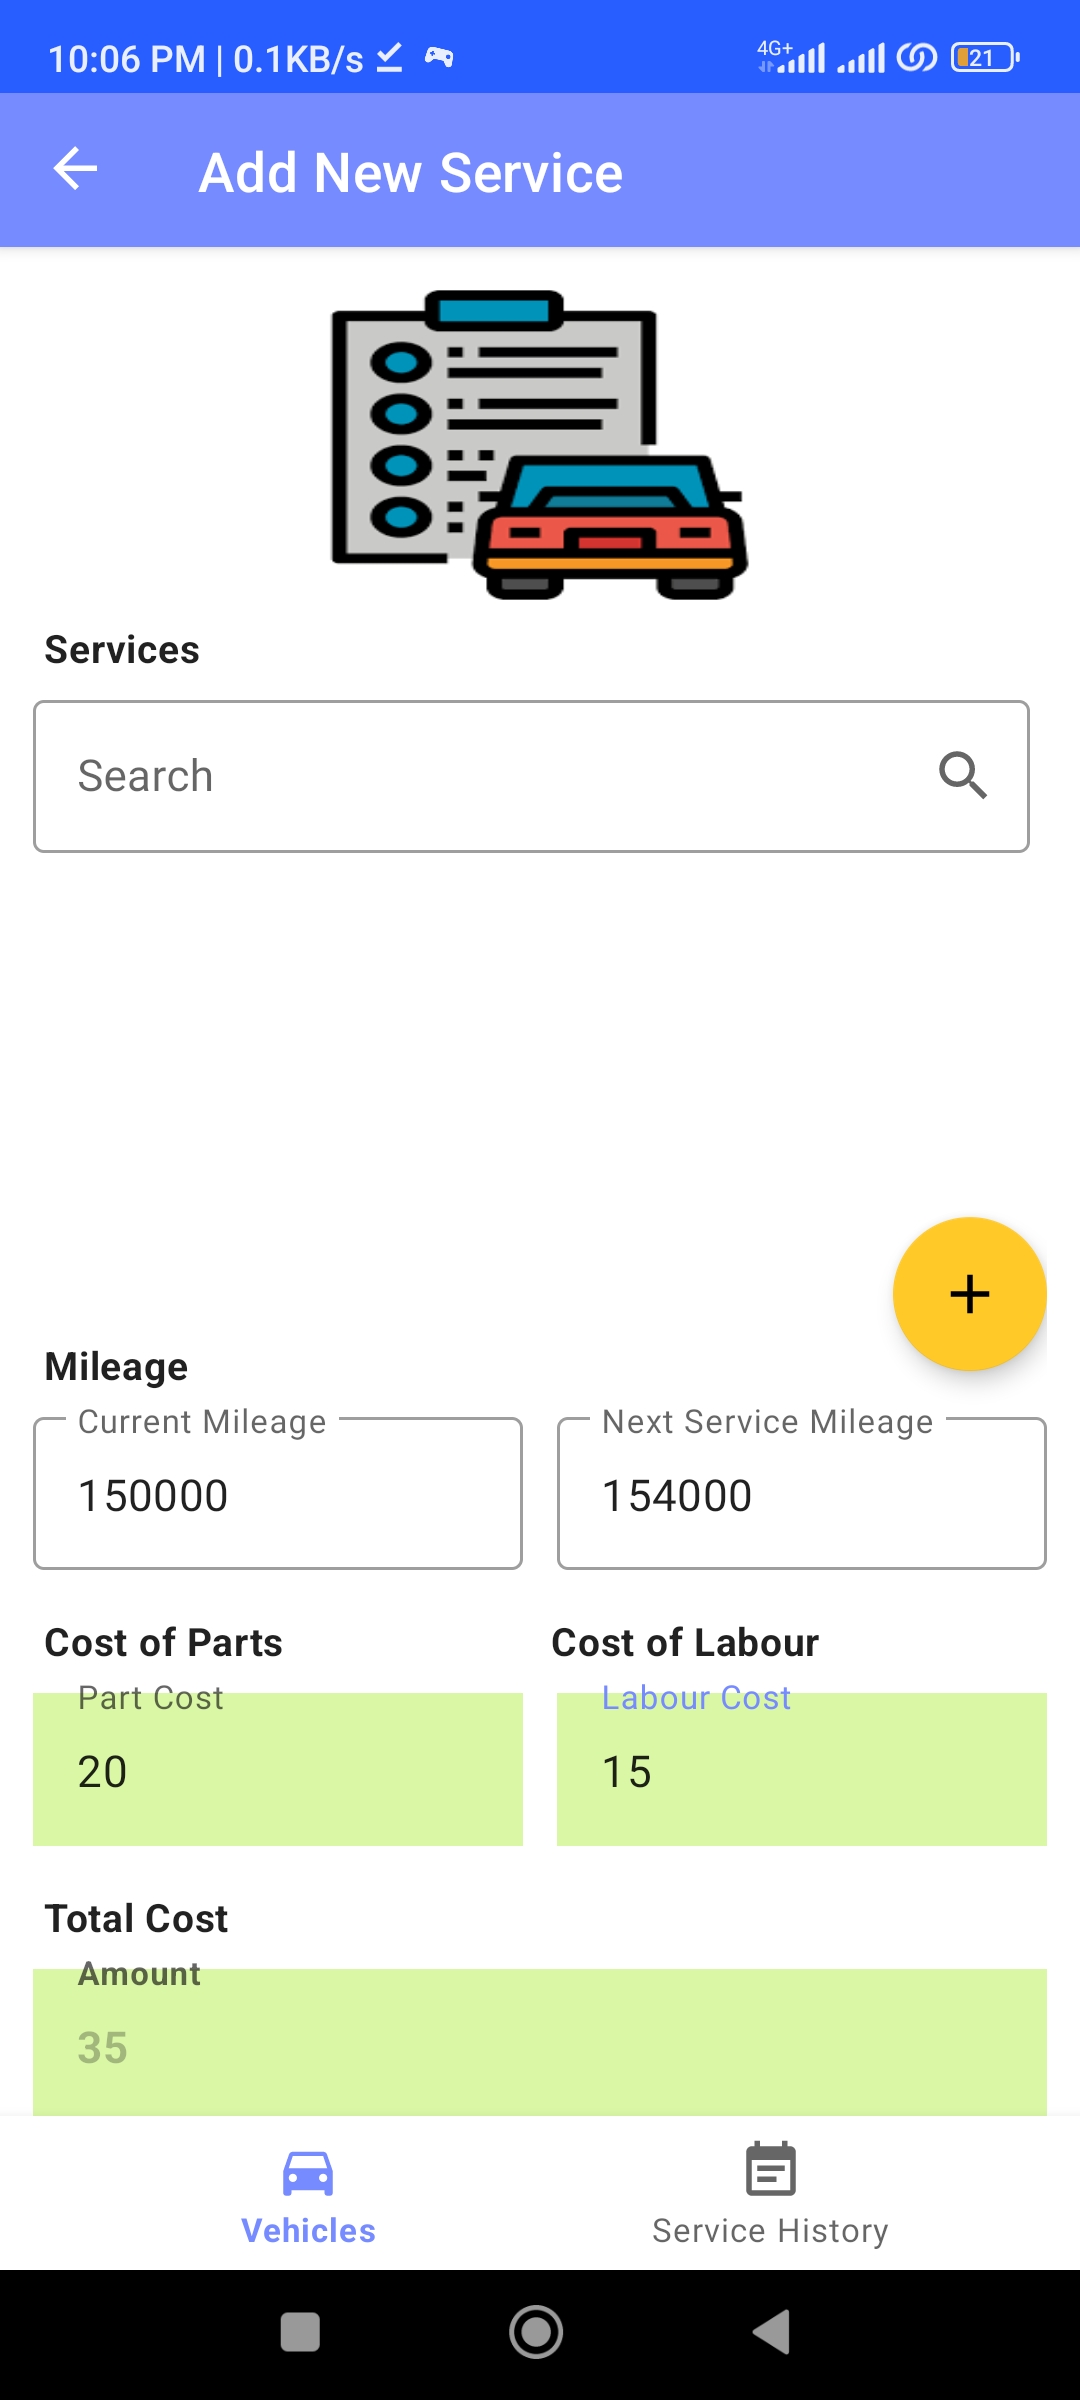 10:06 PM | 0.1KB/s 4G+ 21
Add New Service
Services
Search
Mileage
Current Mileage Next Service Mileage
150000 154000
Cost of Parts Cost of Labour
Part Cost Labour Cost
20 15
Total Cost
Amount
35
Vehicles Service History